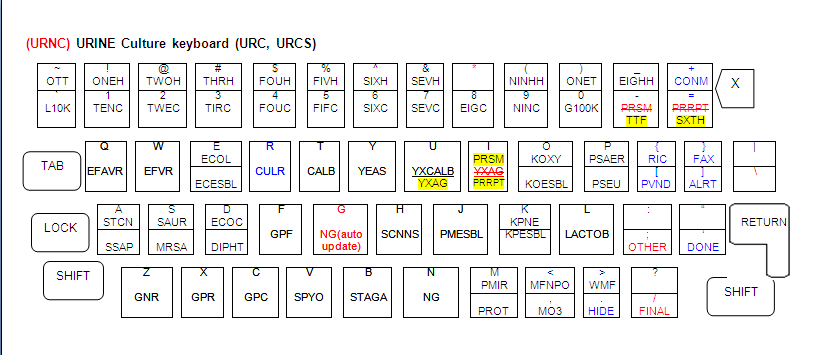 (URNC) URINE Culture keyboard (URC, URCS)
~ ! @ # $ % ^ & * ( ) _ +
OTT ONEH TWOH THRH FOUH FIVH SIXH SEVH NINHH ONET EIGHH CONM X
` 1 2 3 4 5 6 7 8 9 0 - =
L10K TENC TWEC TIRC FOUC FIFC SIXC SEVC EIGC NINC G100K PRSM PRRPT
TTF SXTH
Q W E R T Y U I O P { } |
TAB EFAVR EFVR ECOL CULR CALB YEAS YXCALB PRSM KOXY PSAER RIC FAX
YXAG [ ] \
ECESBL YXAG PRRPT KOESBL PSEU PVND ALRT
A S D F G H J K L : "
LOCK STCN SAUR ECOC GPF NG(auto update) SCNNS PMESBL KPNE LACTOB RETURN
; '
SSAP MRSA DIPHT KPESBL OTHER DONE
Z X C V B N M < > ?
SHIFT GNR GPR GPC SPYO STAGA NG PMIR MFNPO WMF SHIFT
, . /
PROT MO3 HIDE FINAL